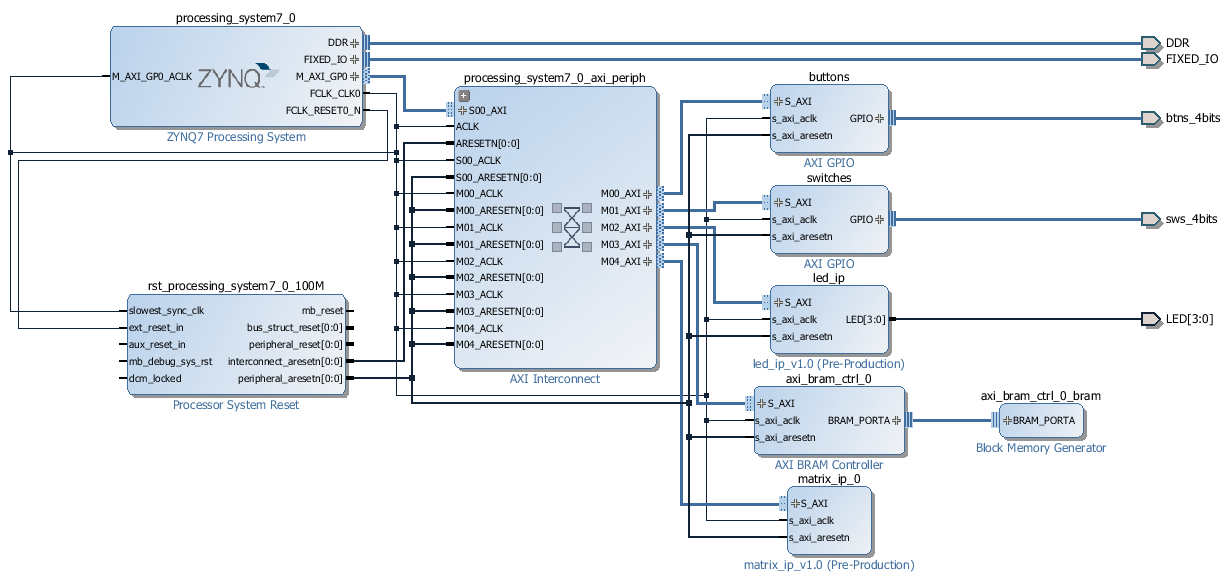 processing_system7_0
DDR
FIXED_IO
M_AXI_GP0_ACLK
ZYNQ
M_AXI_GP0
FCLK_CLK0
FCLK_RESET0_N
ZYNQ7 Processing System
DDR
FIXED_IO
processing_system7_0_axi_periph
S00_AXI
ACLK
ARESETN[0:0]
S00_ACLK
S00_ARESETN[0:0]
M00_ACLK
M00_ARESETN[0:0]
M01_ACLK
M01_ARESETN[0:0]
M02_ACLK
M02_ARESETN[0:0]
M03_ACLK
M03_ARESETN[0:0]
M04_ACLK
M04_ARESETN[0:0]
M00_AXI
M01_AXI
M02_AXI
M03_AXI
M04_AXI
AXI Interconnect
rst_processing_system7_0_100M
slowest_sync_clk
ext_reset_in
aux_reset_in
mb_debug_sys_rst
dcm_locked
mb_reset
bus_struct_reset[0:0]
peripheral_reset[0:0]
interconnect_aresetn[0:0]
peripheral_aresetn[0:0]
Processor System Reset
buttons
S_AXI
s_axi_aclk
s_axi_aresetn
GPIO
AXI GPIO
btns_4bits
switches
S_AXI
s_axi_aclk
s_axi_aresetn
GPIO
AXI GPIO
sws_4bits
led_ip
S_AXI
s_axi_aclk
s_axi_aresetn
LED[3:0]
led_ip_v1.0 (Pre-Production)
LED[3:0]
axi_bram_ctrl_0
S_AXI
s_axi_aclk
s_axi_aresetn
BRAM_PORTA
AXI BRAM Controller
axi_bram_ctrl_0_bram
BRAM_PORTA
Block Memory Generator
matrix_ip_0
S_AXI
s_axi_aclk
s_axi_aresetn
matrix_ip_v1.0 (Pre-Production)